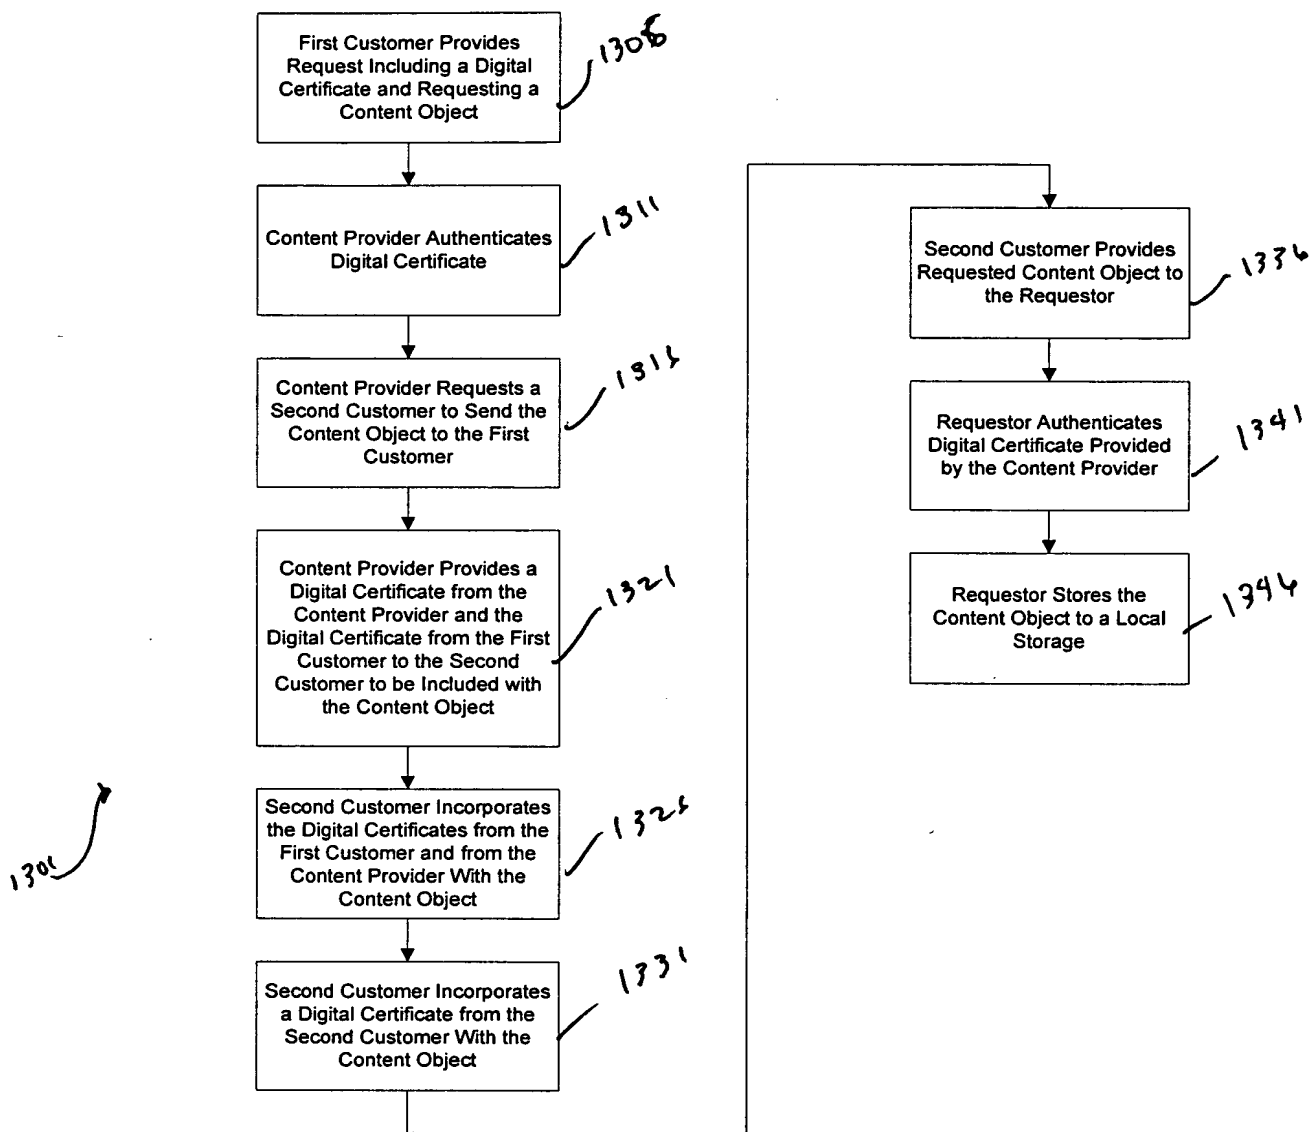 First Customer Provides
Request Including a Digital
Certificate and Requesting a
Content Object
1306
Content Provider Authenticates
Digital Certificate
1311
Content Provider Requests a
Second Customer to Send the
Content Object to the First
Customer
1316
Content Provider Provides a
Digital Certificate from the
Content Provider and the
Digital Certificate from the First
Customer to the Second
Customer to be Included with
the Content Object
1321
Second Customer Incorporates
the Digital Certificates from the
First Customer and from the
Content Provider With the
Content Object
1326
1301
Second Customer Incorporates
a Digital Certificate from the
Second Customer With the
Content Object
1331
Second Customer Provides
Requested Content Object to
the Requestor
1336
Requestor Authenticates
Digital Certificate Provided
by the Content Provider
1341
Requestor Stores the
Content Object to a Local
Storage
1346